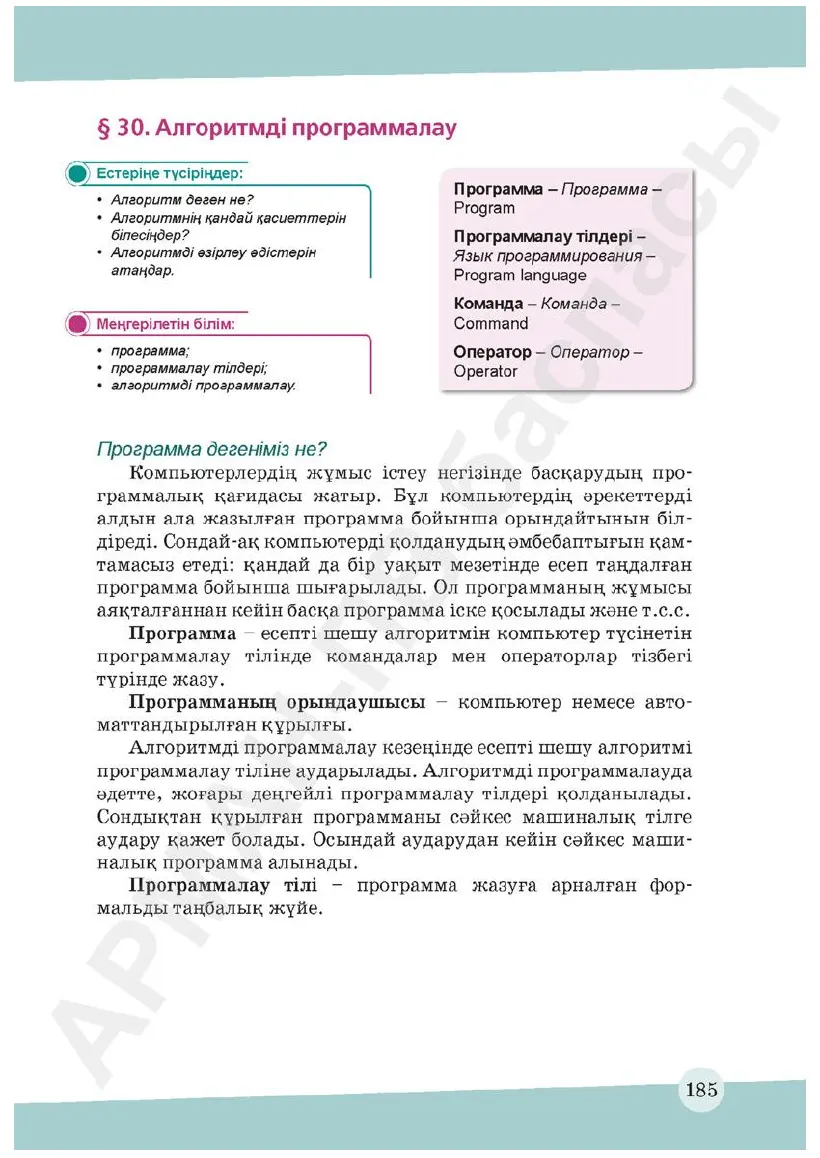 § 30. Алгоритмді программалау
Естеріңе түсіріңдер:
• Алгоритм деген не?
• Алгоритмнің қандай қасиеттерін
білесіңдер?
• Алгоритмді әзірлеу әдістерін
атаңдар.
Меңгерілетін білім:
• программа;
• программалау тілдері;
• алгоритмді программалау.
Программа – Программа –
Program
Программалау тілдері –
Язык программирования –
Program language
Команда – Команда –
Command
Оператор – Оператор –
Operator
Программа дегеніміз не?
Компьютерлердің жұмыс істеу негізінде басқарудың про-
граммалық қағидасы жатыр. Бұл компьютердің әрекеттерді
алдын ала жазылған программа бойынша орындайтынын біл-
діреді. Сондай-ақ компьютерді қолданудың әмбебаптығын қам-
тамасыз етеді: қандай да бір уақыт мезетінде есеп таңдалған
программа бойынша шығарылады. Ол программаның жұмысы
аяқталғаннан кейін басқа программа іске қосылады және т.с.с.
Программа – есепті шешу алгоритмін компьютер түсінетін
программалау тілінде командалар мен операторлар тізбегі
түрінде жазу.
Программаның орындаушысы – компьютер немесе авто-
маттандырылған құрылғы.
Алгоритмді программалау кезеңінде есепті шешу алгоритмі
программалау тіліне аударылады. Алгоритмді программалауда
әдетте, жоғары деңгейлі программалау тілдері қолданылады.
Сондықтан құрылған программаны сәйкес машиналық тілге
аудару қажет болады. Осындай аударудан кейін сәйкес маши-
налық программа алынады.
Программалау тілі – программа жазуға арналған фор-
мальды таңбалық жүйе.
АРМАН-ПВ баспасы
185